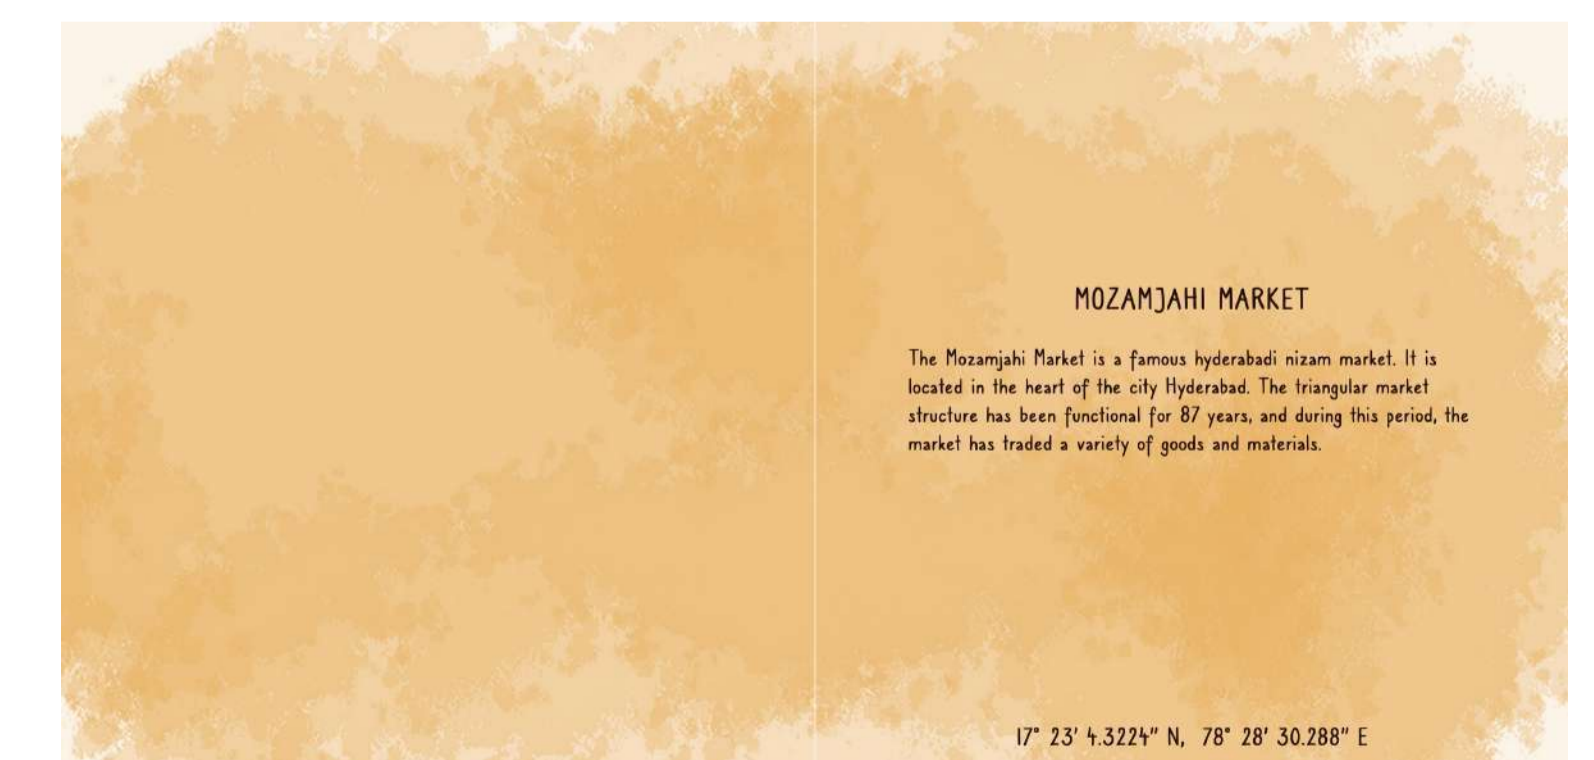 MOZAMJAHI MARKET
The Mozamjahi Market is a famous hyderabadi nizam market. It is
located in the heart of the city Hyderabad. The triangular market
structure has been functional for 87 years, and during this period, the
market has traded a variety of goods and materials.
17° 23' 4.3224" N, 78° 28' 30.288" E